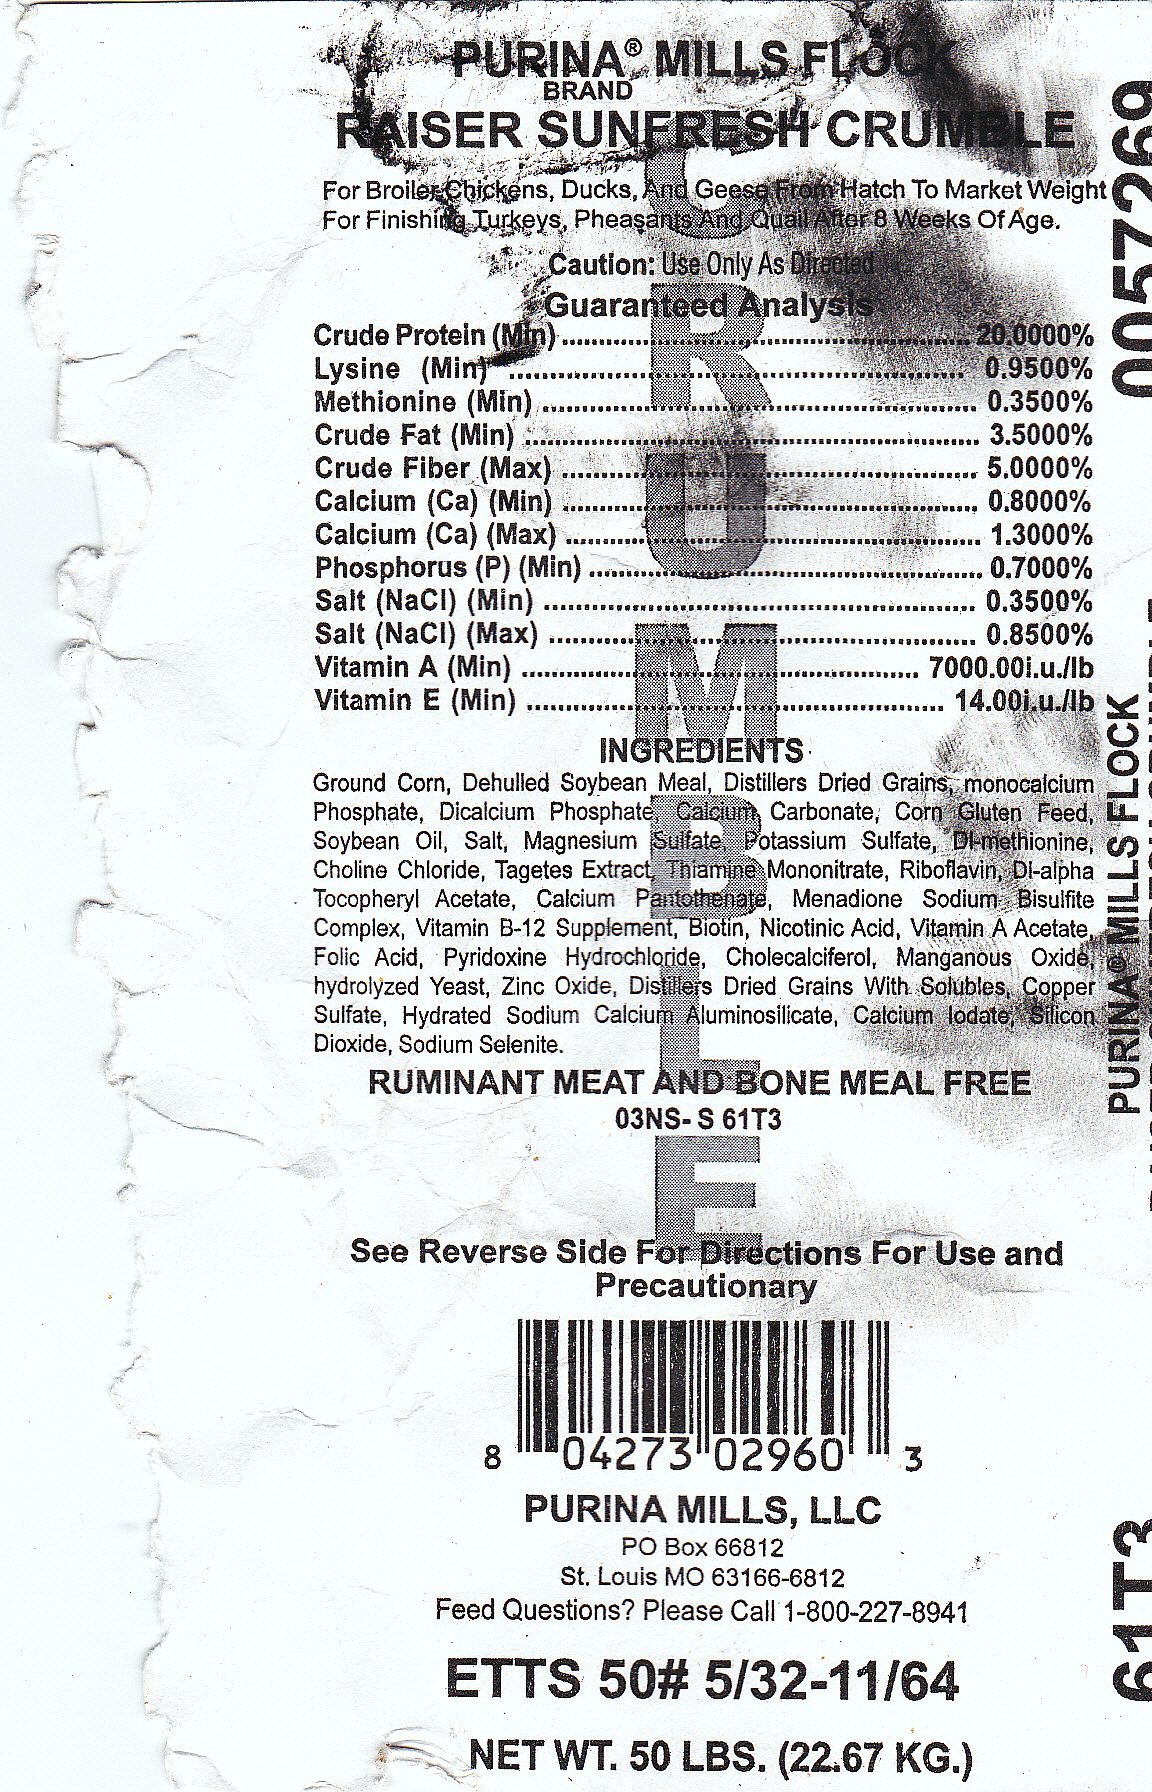 PURINA® MILLS FLOCK
BRAND
RAISER SUNFRESH CRUMBLE
For Broiler Chickens, Ducks, And Geese From Hatch To Market Weight
For Finishing Turkeys, Pheasants And Quail After 8 Weeks Of Age.
Caution: Use Only As Directed
Guaranteed Analysis
Crude Protein (Min) ........................ 20.0000%
Lysine (Min) ........................ 0.9500%
Methionine (Min) ........................ 0.3500%
Crude Fat (Min) ........................ 3.5000%
Crude Fiber (Max) ........................ 5.0000%
Calcium (Ca) (Min) ........................ 0.8000%
Calcium (Ca) (Max) ........................ 1.3000%
Phosphorus (P) (Min) ........................ 0.7000%
Salt (NaCl) (Min) ........................ 0.3500%
Salt (NaCl) (Max) ........................ 0.8500%
Vitamin A (Min) ........................ 7000.00i.u./lb
Vitamin E (Min) ........................ 14.00i.u./lb
INGREDIENTS
Ground Corn, Dehulled Soybean Meal, Distillers Dried Grains, monocalcium
Phosphate, Dicalcium Phosphate, Calcium Carbonate, Corn Gluten Feed,
Soybean Oil, Salt, Magnesium Sulfate, Potassium Sulfate, Dl-methionine,
Choline Chloride, Tagetes Extract, Thiamine Mononitrate, Riboflavin, Dl-alpha
Tocopheryl Acetate, Calcium Pantothenate, Menadione Sodium Bisulfite
Complex, Vitamin B-12 Supplement, Biotin, Nicotinic Acid, Vitamin A Acetate,
Folic Acid, Pyridoxine Hydrochloride, Cholecalciferol, Manganous Oxide,
hydrolyzed Yeast, Zinc Oxide, Distillers Dried Grains With Solubles, Copper
Sulfate, Hydrated Sodium Calcium Aluminosilicate, Calcium Iodate, Silicon
Dioxide, Sodium Selenite.
RUMINANT MEAT AND BONE MEAL FREE
03NS- S 61T3
See Reverse Side For Directions For Use and
Precautionary
8 04273 02960 3
PURINA MILLS, LLC
PO Box 66812
St. Louis MO 63166-6812
Feed Questions? Please Call 1-800-227-8941
ETTS 50# 5/32-11/64
NET WT. 50 LBS. (22.67 KG.)
CRUMBLE
0057269
PURINA® MILLS FLOCK
61T3